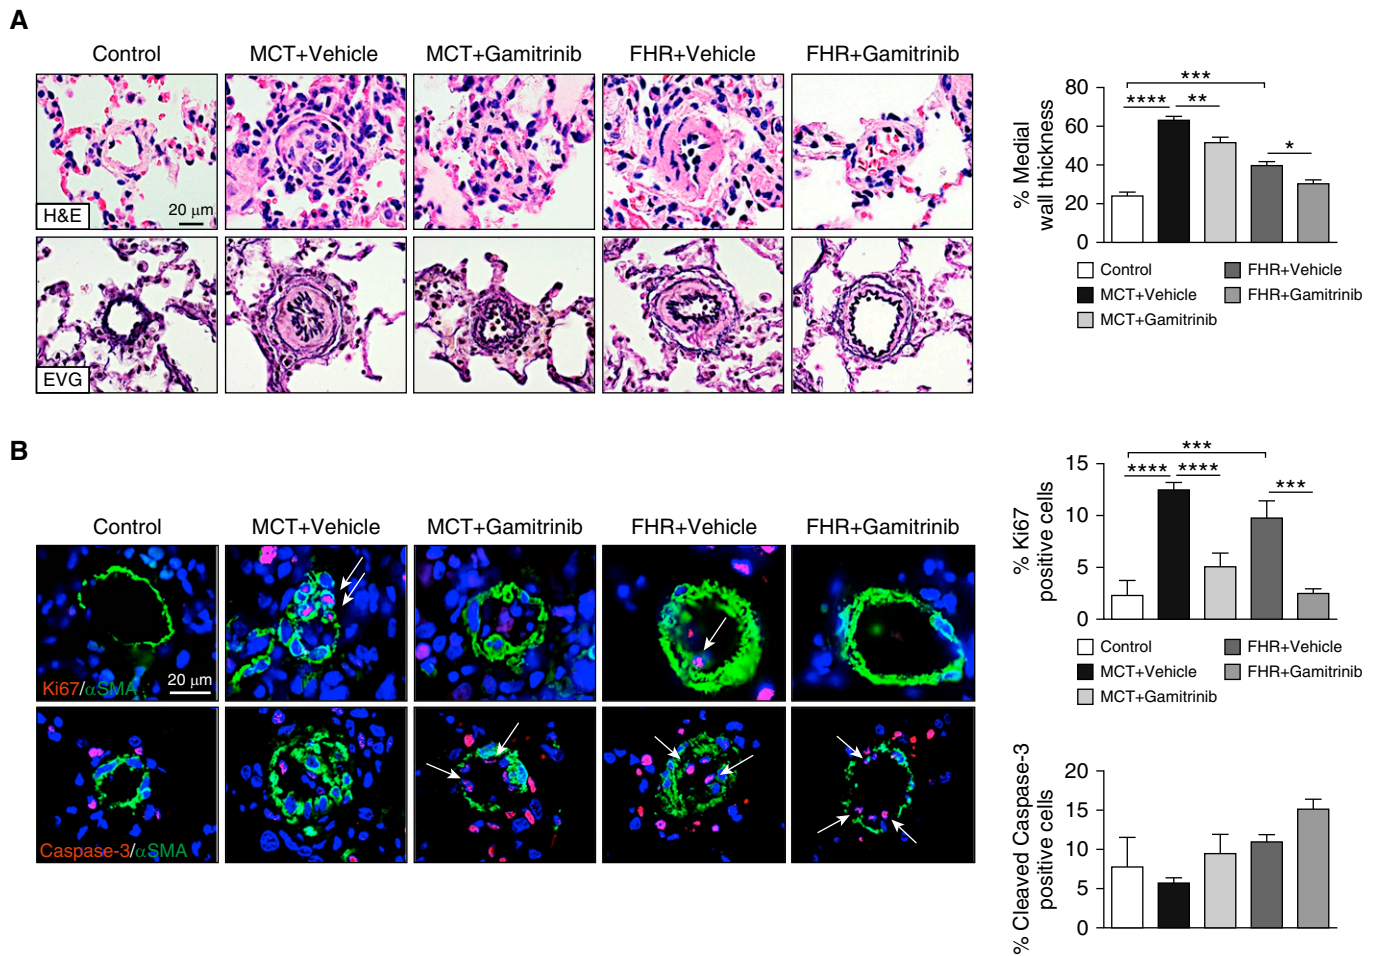 A
Control MCT+Vehicle MCT+Gamitrinib FHR+Vehicle FHR+Gamitrinib
H&E
20 μm
EVG
% Medial
wall thickness
80
60
40
20
0
***
**** **
*
Control
MCT+Vehicle
MCT+Gamitrinib
FHR+Vehicle
FHR+Gamitrinib
B
Control MCT+Vehicle MCT+Gamitrinib FHR+Vehicle FHR+Gamitrinib
Ki67/αSMA
20 μm
Caspase-3/αSMA
% Ki67
positive cells
15
10
5
0
***
**** ****
***
Control
MCT+Vehicle
MCT+Gamitrinib
FHR+Vehicle
FHR+Gamitrinib
% Cleaved Caspase-3
positive cells
20
15
10
5
0